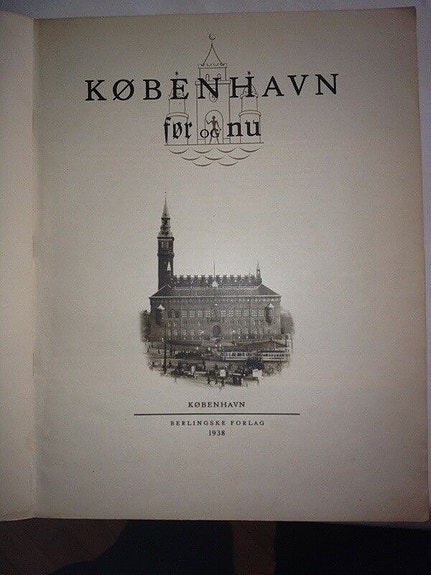 KØBENHAVN
før OG nu
KØBENHAVN
BERLINGSKE FORLAG
1938